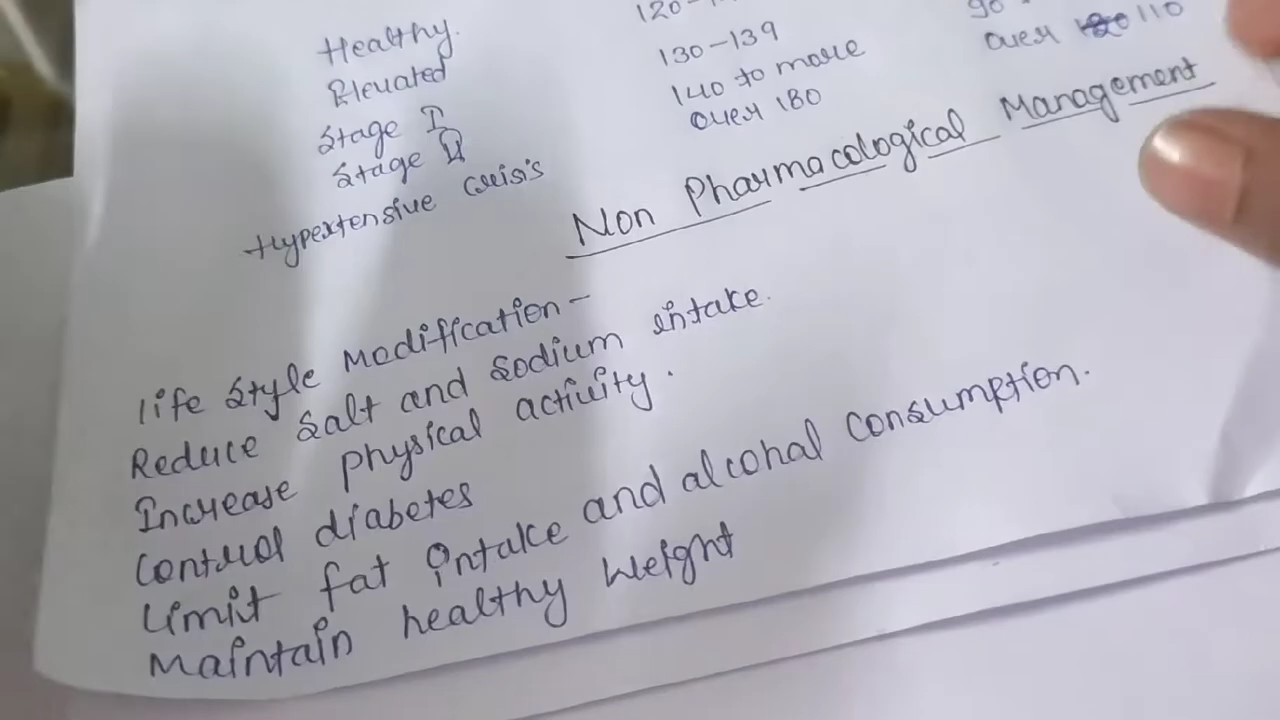 Healthy. 120-
Elevated 130-139 90
Stage I 140 to more over 110
Stage II over 180
Hypertensive crisis
Non Pharmacological Management
life style Modification -
Reduce salt and sodium intake.
Increase physical activity.
Control diabetes
Limit fat intake and alcohal consumption.
Maintain healthy weight